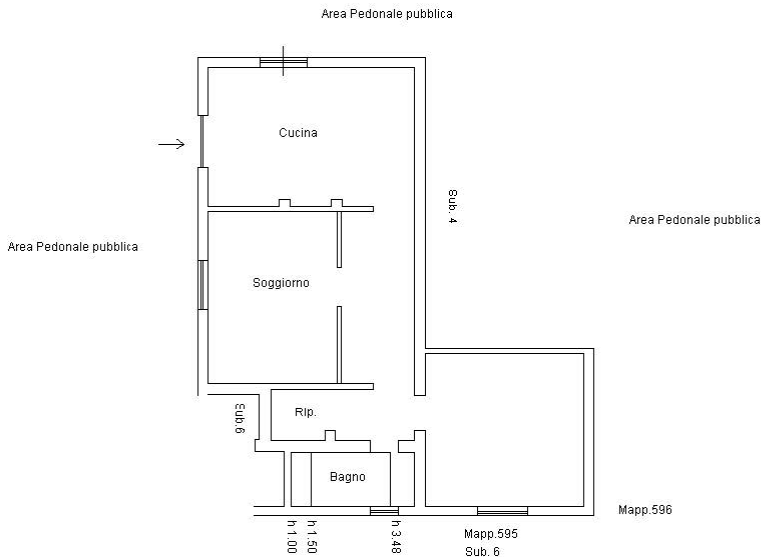 Area Pedonale pubblica
Cucina
Sub. 4
Area Pedonale pubblica
Area Pedonale pubblica
Soggiorno
Sub.6
Rip.
Bagno
h 1.00
h 1.50
h 3.48
Mapp.596
Mapp.595
Sub. 6